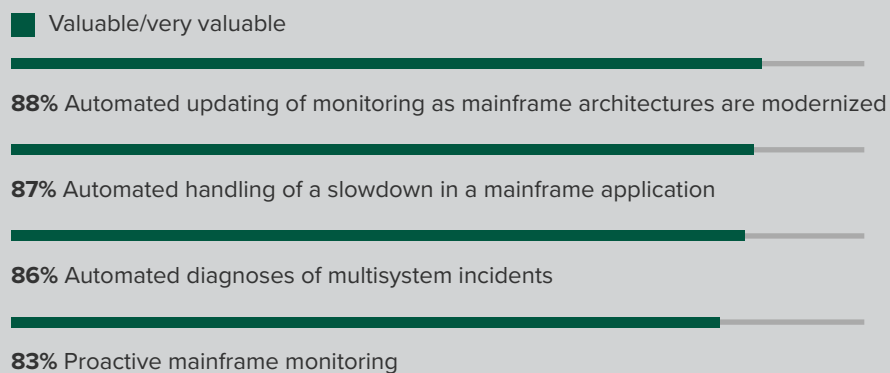 Valuable/very valuable
88% Automated updating of monitoring as mainframe architectures are modernized
87% Automated handling of a slowdown in a mainframe application
86% Automated diagnoses of multisystem incidents
83% Proactive mainframe monitoring